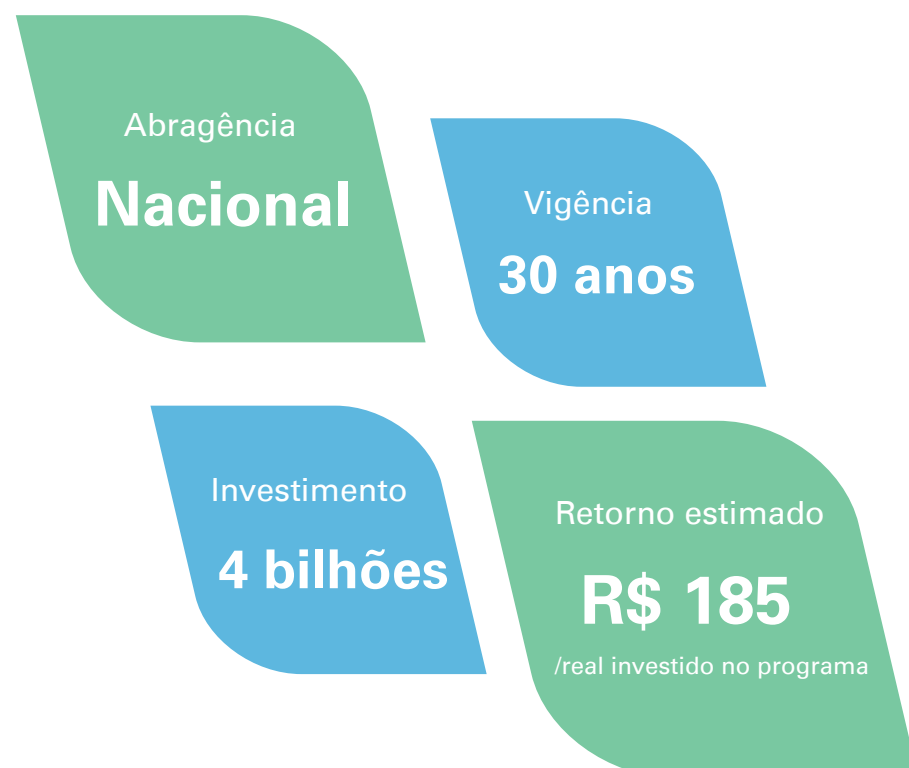 Abragência
Nacional
Vigência
30 anos
Investimento
4 bilhões
Retorno estimado
R$ 185
/real investido no programa